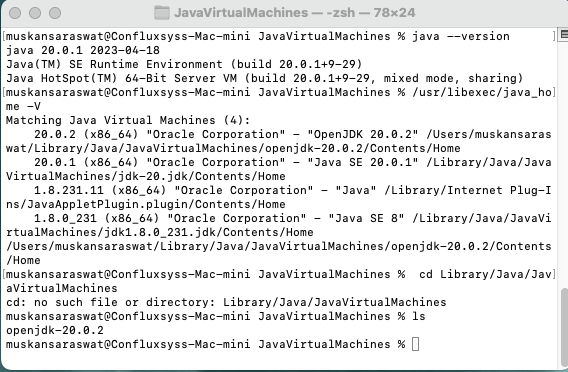 JavaVirtualMachines — -zsh — 78×24
[muskansaraswat@Confluxsyss-Mac-mini JavaVirtualMachines % java --version ]
java 20.0.1 2023-04-18
Java(TM) SE Runtime Environment (build 20.0.1+9-29)
Java HotSpot(TM) 64-Bit Server VM (build 20.0.1+9-29, mixed mode, sharing)
[muskansaraswat@Confluxsyss-Mac-mini JavaVirtualMachines % /usr/libexec/java_ho]
me -V
Matching Java Virtual Machines (4):
20.0.2 (x86_64) "Oracle Corporation" - "OpenJDK 20.0.2" /Users/muskansaras
wat/Library/Java/JavaVirtualMachines/openjdk-20.0.2/Contents/Home
20.0.1 (x86_64) "Oracle Corporation" - "Java SE 20.0.1" /Library/Java/Java
VirtualMachines/jdk-20.jdk/Contents/Home
1.8.231.11 (x86_64) "Oracle Corporation" - "Java" /Library/Internet Plug-I
ns/JavaAppletPlugin.plugin/Contents/Home
1.8.0_231 (x86_64) "Oracle Corporation" - "Java SE 8" /Library/Java/JavaVi
rtualMachines/jdk1.8.0_231.jdk/Contents/Home
/Users/muskansaraswat/Library/Java/JavaVirtualMachines/openjdk-20.0.2/Contents
/Home
[muskansaraswat@Confluxsyss-Mac-mini JavaVirtualMachines %  cd Library/Java/Jav]
aVirtualMachines
cd: no such file or directory: Library/Java/JavaVirtualMachines
muskansaraswat@Confluxsyss-Mac-mini JavaVirtualMachines % ls
openjdk-20.0.2
muskansaraswat@Confluxsyss-Mac-mini JavaVirtualMachines %